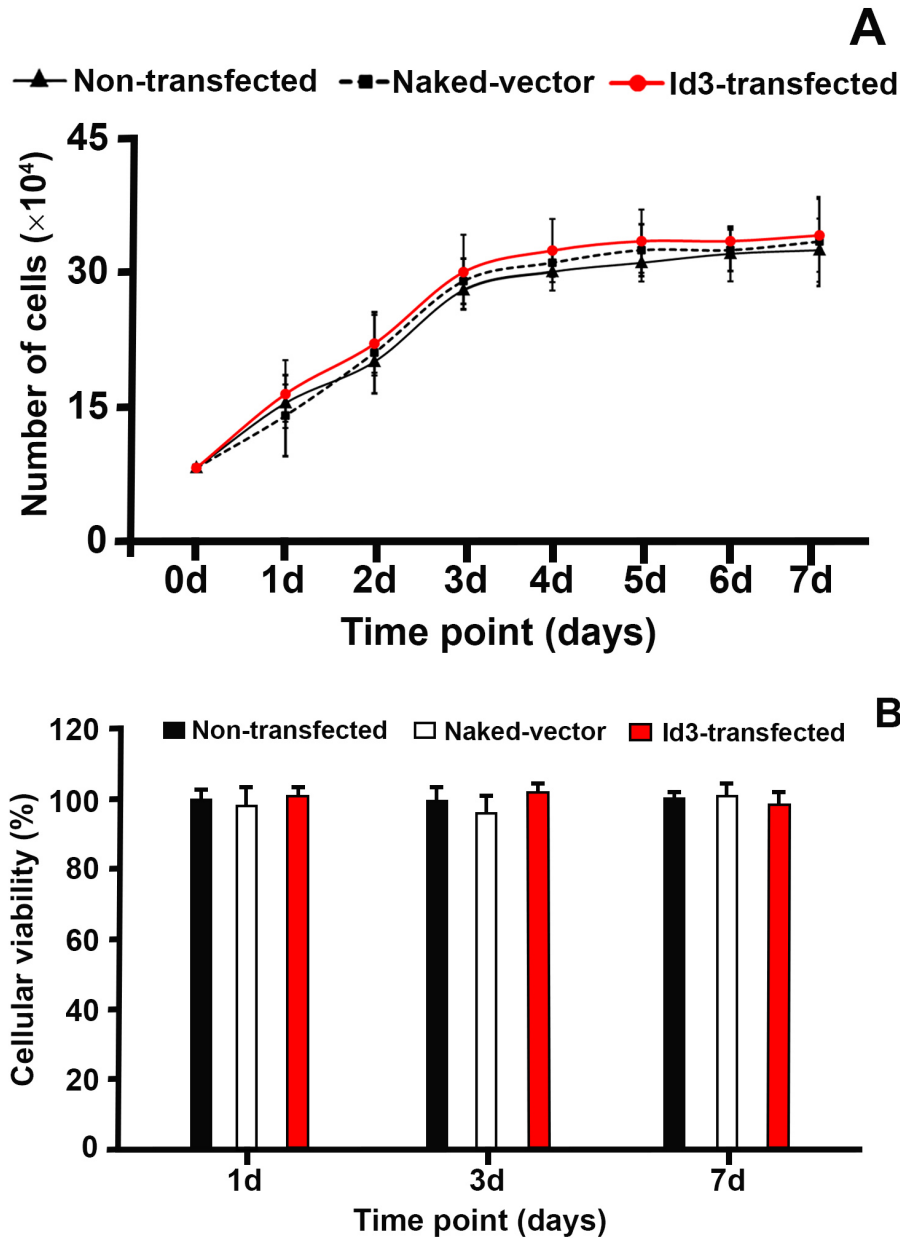 A
Non-transfected Naked-vector Id3-transfected
45
30
15
0
Number of cells (×10⁴)
0d 1d 2d 3d 4d 5d 6d 7d
Time point (days)
B
Non-transfected Naked-vector Id3-transfected
120
100
80
60
40
20
0
Cellular viability (%)
1d 3d 7d
Time point (days)